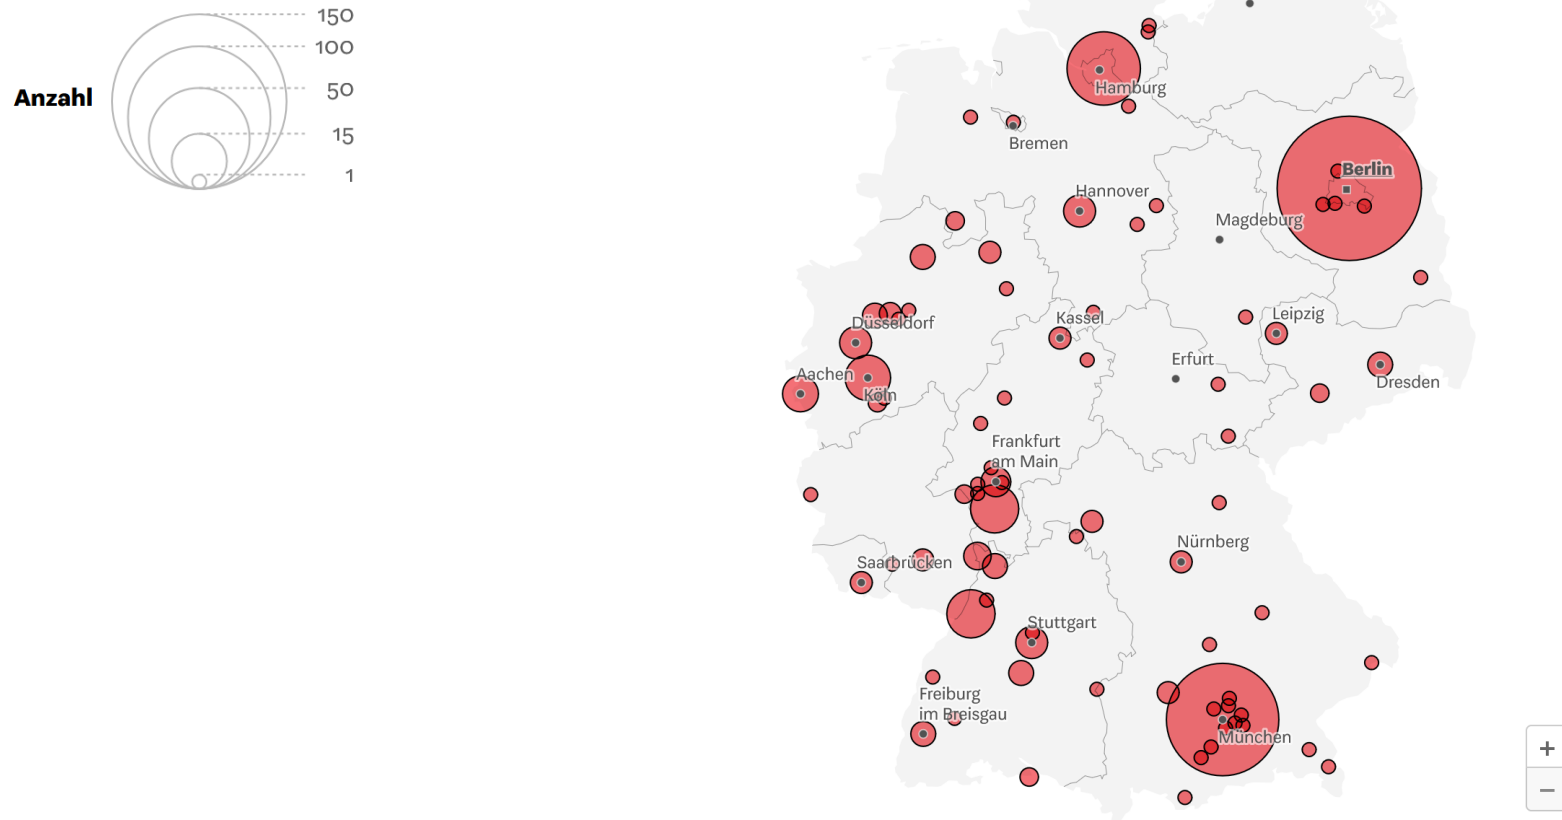 150
100
50
Anzahl
15
1
Hamburg
Bremen
Berlin
Hannover
Magdeburg
Düsseldorf
Kassel
Leipzig
Aachen
Erfurt
Dresden
Köln
Frankfurt
am Main
Nürnberg
Saarbrücken
Stuttgart
Freiburg
im Breisgau
München
+
−